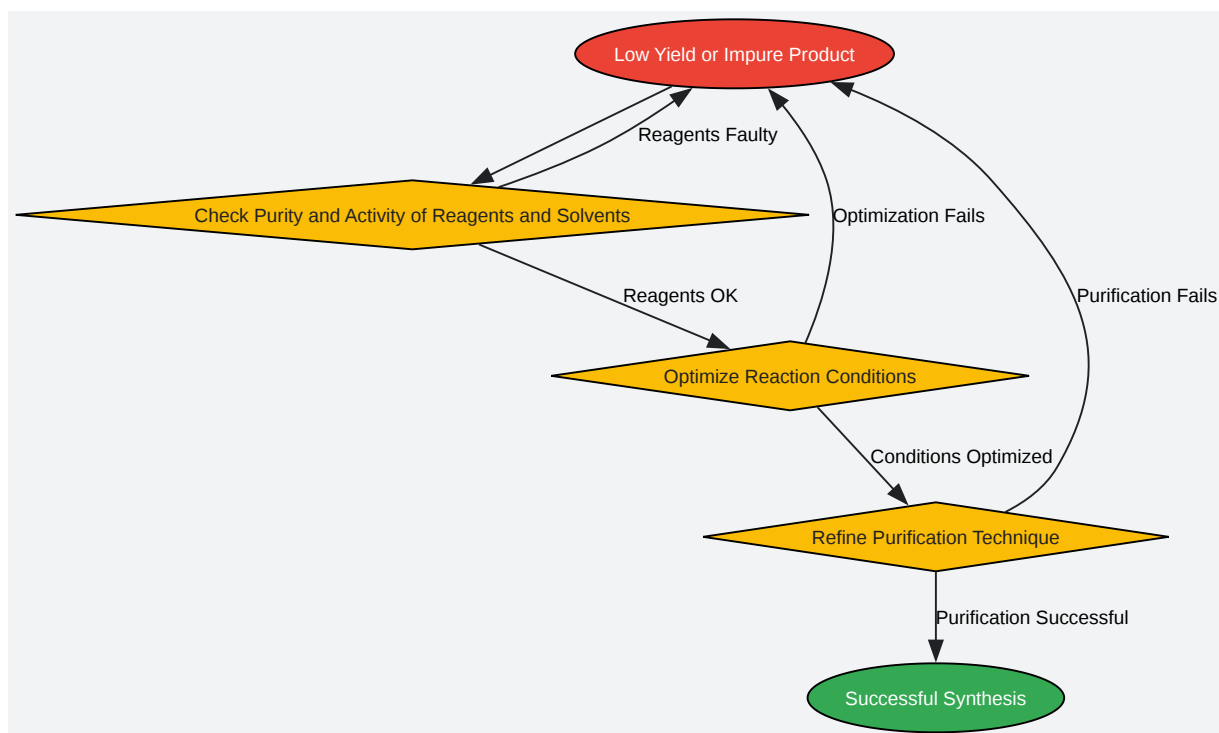 Low Yield or Impure Product
Reagents Faulty
Check Purity and Activity of Reagents and Solvents
Optimization Fails
Reagents OK
Purification Fails
Optimize Reaction Conditions
Conditions Optimized
Refine Purification Technique
Purification Successful
Successful Synthesis